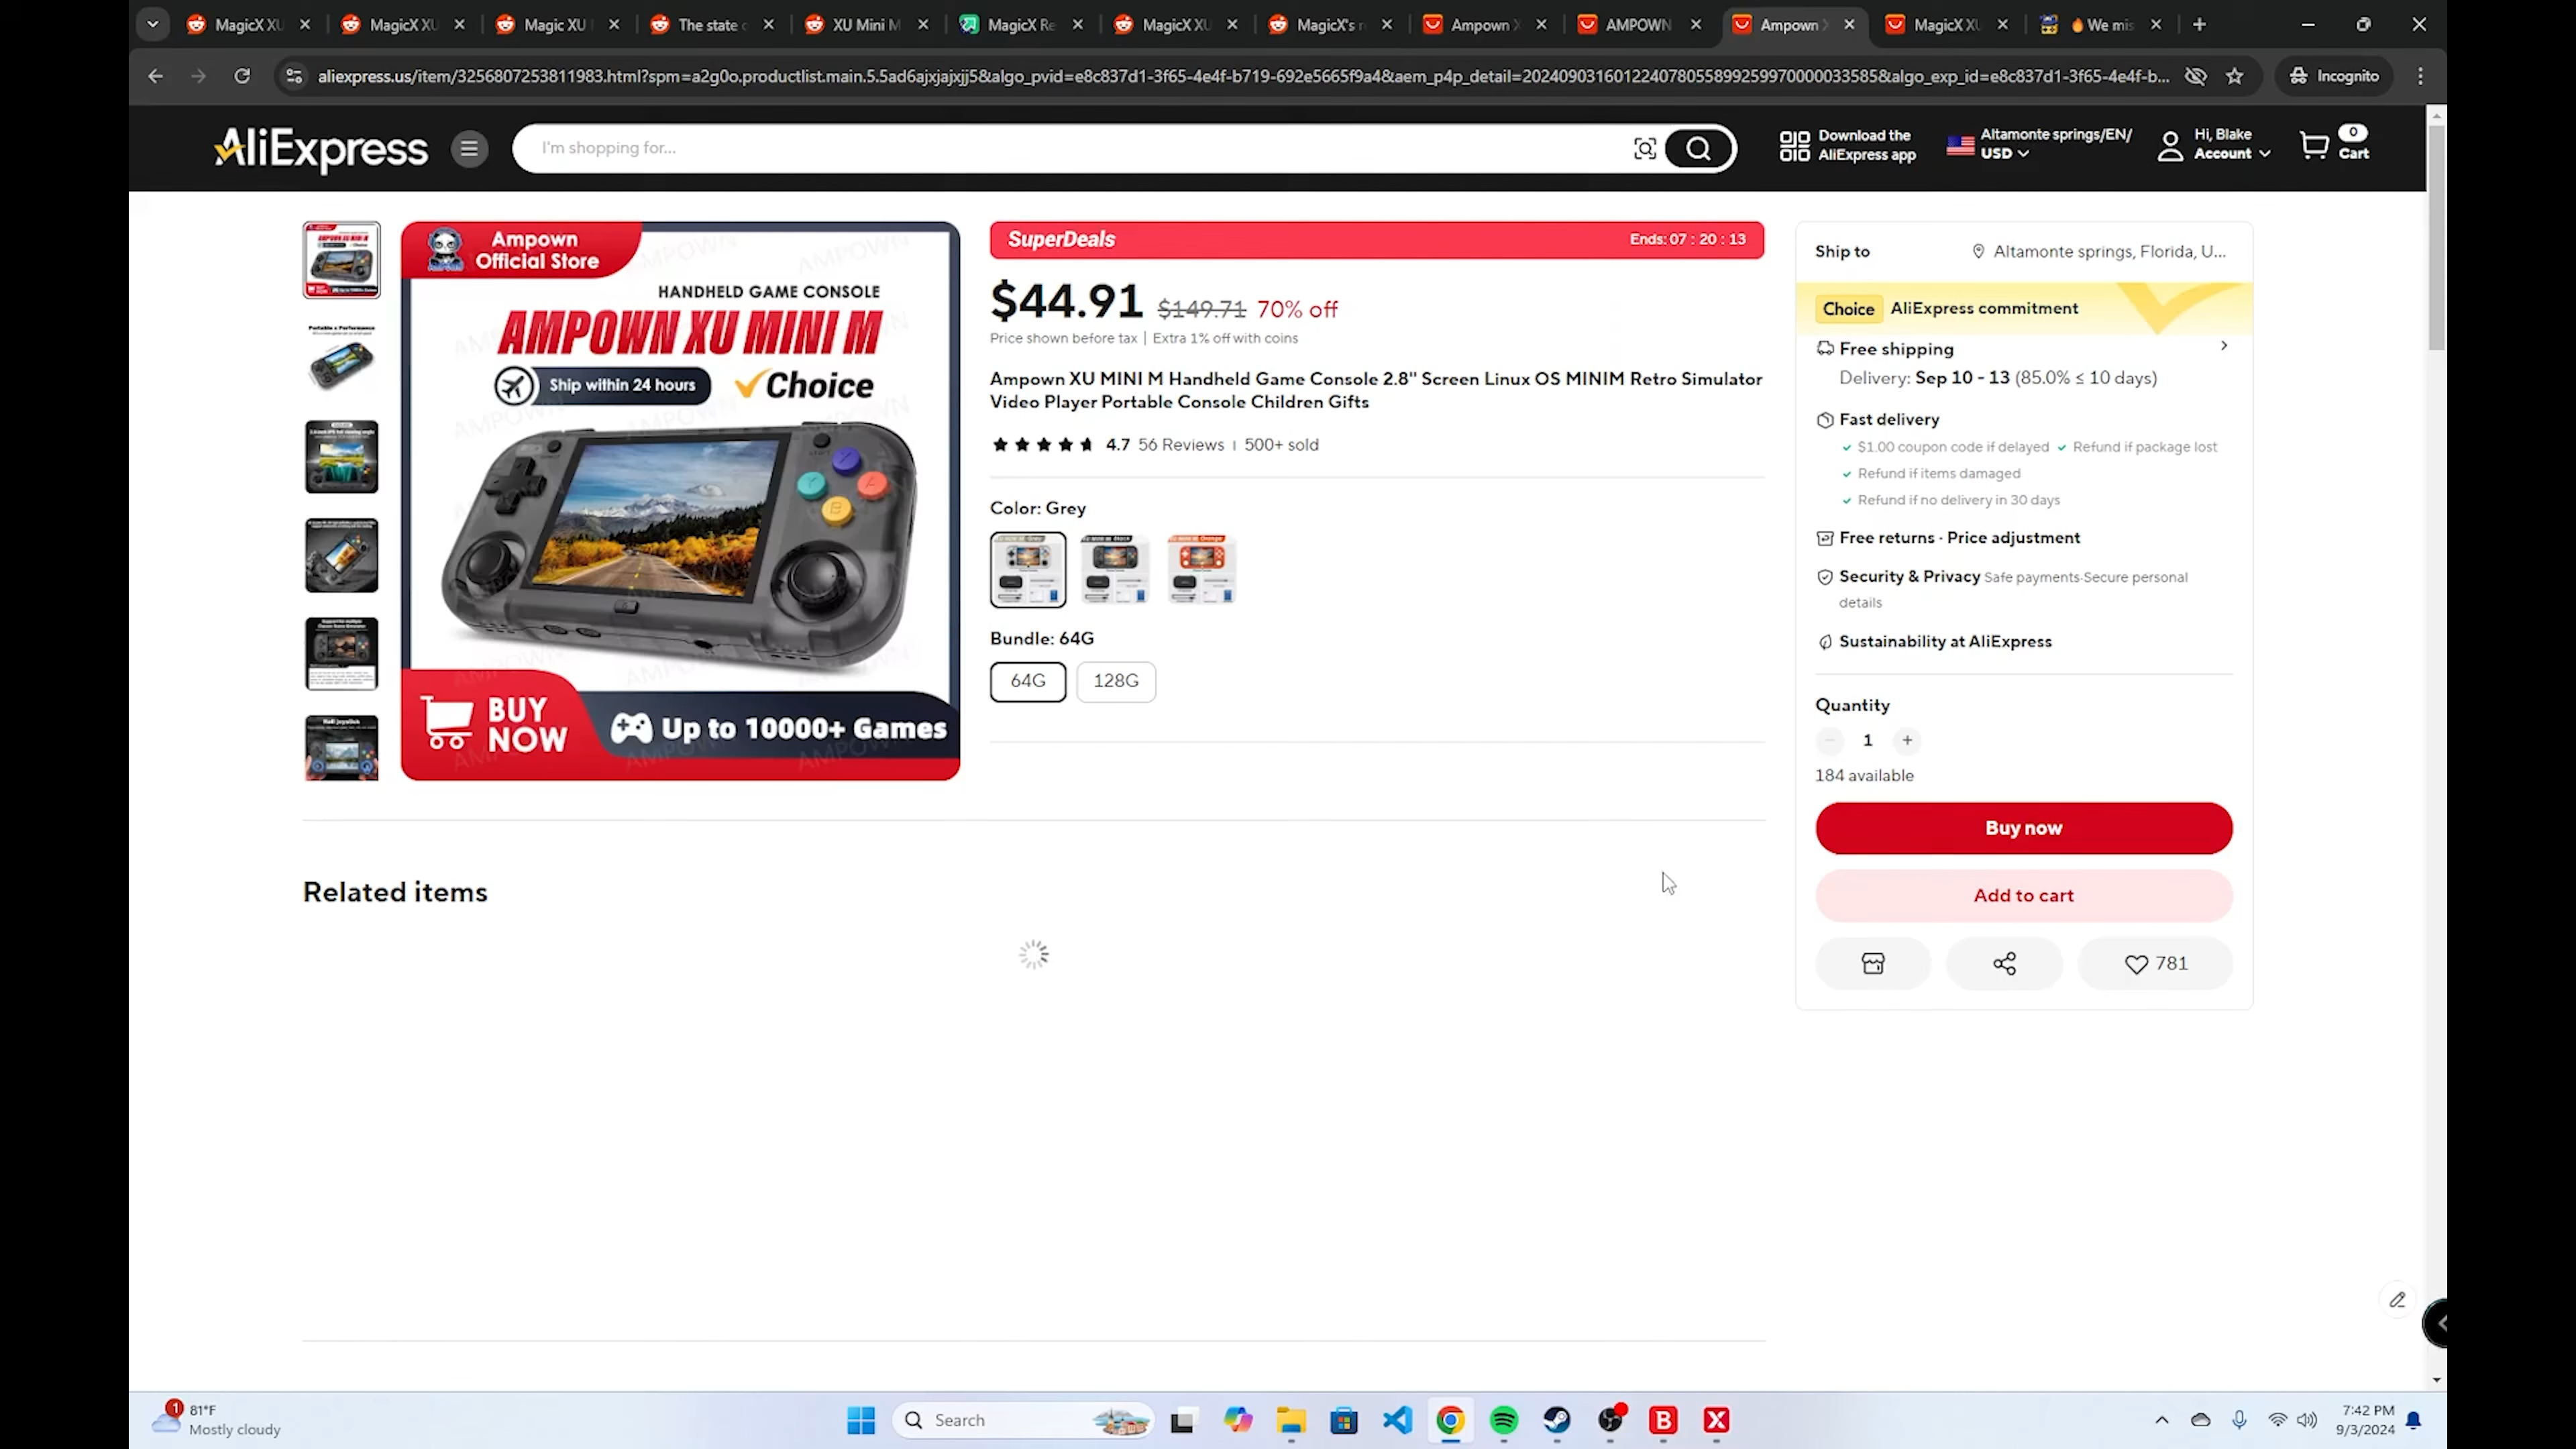 MagicX XU
MagicX XU
Magic XU
The state o
XU Mini M
MagicX Re
MagicX XU
MagicX's r
Ampown X
AMPOWN
Ampown X
MagicX XU
We mis
aliexpress.us/item/3256807253811983.html?spm=a2g0o.productlist.main.5.5ad6ajxjajxjj5&algo_pvid=e8c837d1-3f65-4e4f-b719-692e5665f9a4&aem_p4p_detail=202409031601224078055899259970000033585&algo_exp_id=e8c837d1-3f65-4e4f-b...
Incognito
AliExpress
I'm shopping for...
Download the
AliExpress app
Altamonte springs/EN/
USD
Hi, Blake
Account
0
Cart
Ampown
Official Store
HANDHELD GAME CONSOLE
AMPOWN XU MINI M
Ship within 24 hours
Choice
BUY
NOW
Up to 10000+ Games
SuperDeals
Ends: 07 : 20 : 13
$44.91 $149.71 70% off
Price shown before tax | Extra 1% off with coins
Ampown XU MINI M Handheld Game Console 2.8" Screen Linux OS MINIM Retro Simulator
Video Player Portable Console Children Gifts
4.7 56 Reviews | 500+ sold
Color: Grey
Bundle: 64G
64G
128G
Ship to
Altamonte springs, Florida, U...
Choice AliExpress commitment
Free shipping
Delivery: Sep 10 - 13 (85.0% ≤ 10 days)
Fast delivery
$1.00 coupon code if delayed
Refund if package lost
Refund if items damaged
Refund if no delivery in 30 days
Free returns · Price adjustment
Security & Privacy Safe payments·Secure personal
details
Sustainability at AliExpress
Quantity
1
184 available
Buy now
Add to cart
781
Related items
1
81°F
Mostly cloudy
Search
7:42 PM
9/3/2024